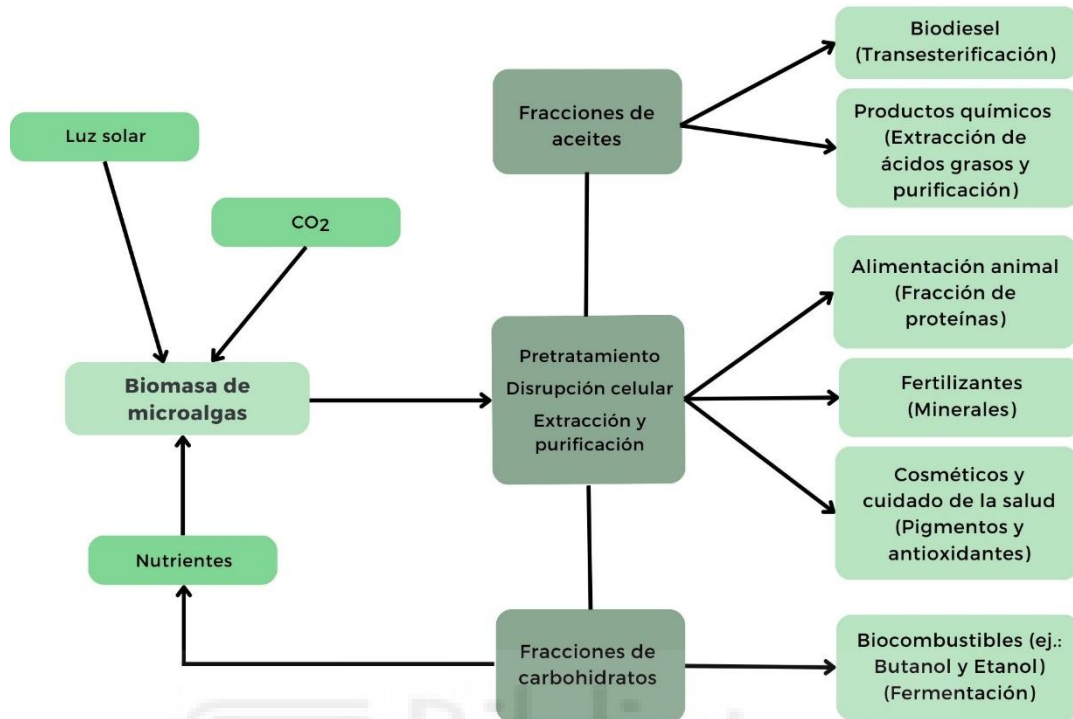 Biodiesel
(Transesterificación)
Fracciones de
aceites
Productos químicos
(Extracción de
ácidos grasos y
purificación)
Luz solar
CO2
Alimentación animal
(Fracción de
proteínas)
Pretratamiento
Disrupción celular
Extracción y
purificación
Biomasa de
microalgas
Fertilizantes
(Minerales)
Cosméticos y
cuidado de la salud
(Pigmentos y
antioxidantes)
Nutrientes
Fracciones de
carbohidratos
Biocombustibles (ej.:
Butanol y Etanol)
(Fermentación)